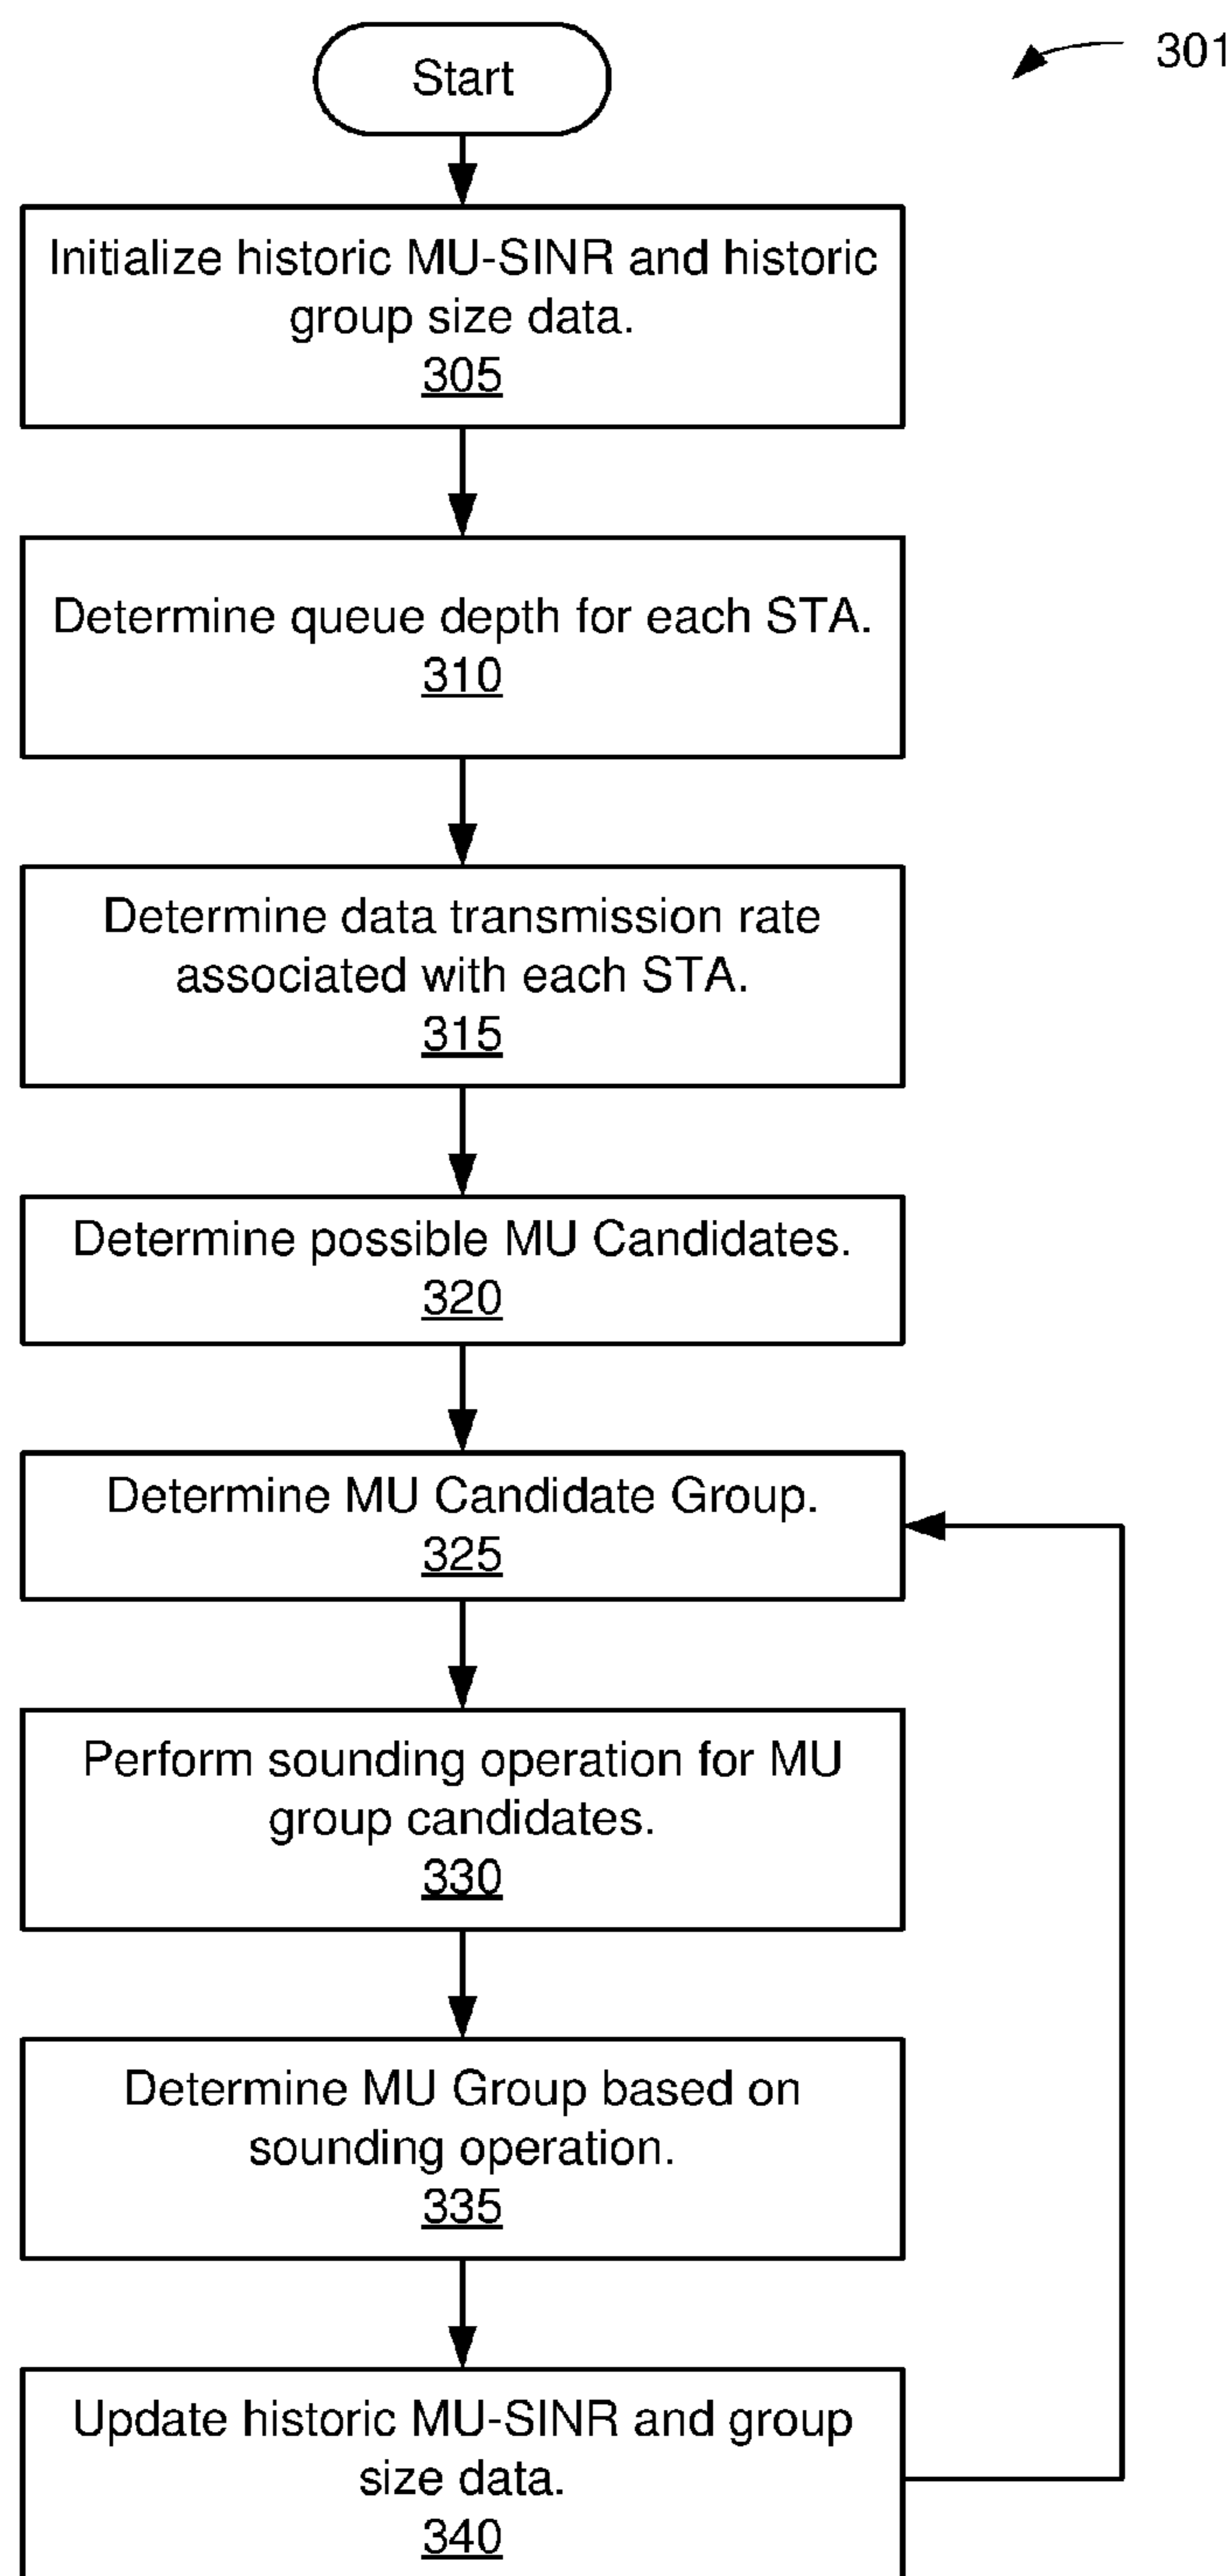 Start
301
Initialize historic MU-SINR and historic
group size data.
305
Determine queue depth for each STA.
310
Determine data transmission rate
associated with each STA.
315
Determine possible MU Candidates.
320
Determine MU Candidate Group.
325
Perform sounding operation for MU
group candidates.
330
Determine MU Group based on
sounding operation.
335
Update historic MU-SINR and group
size data.
340